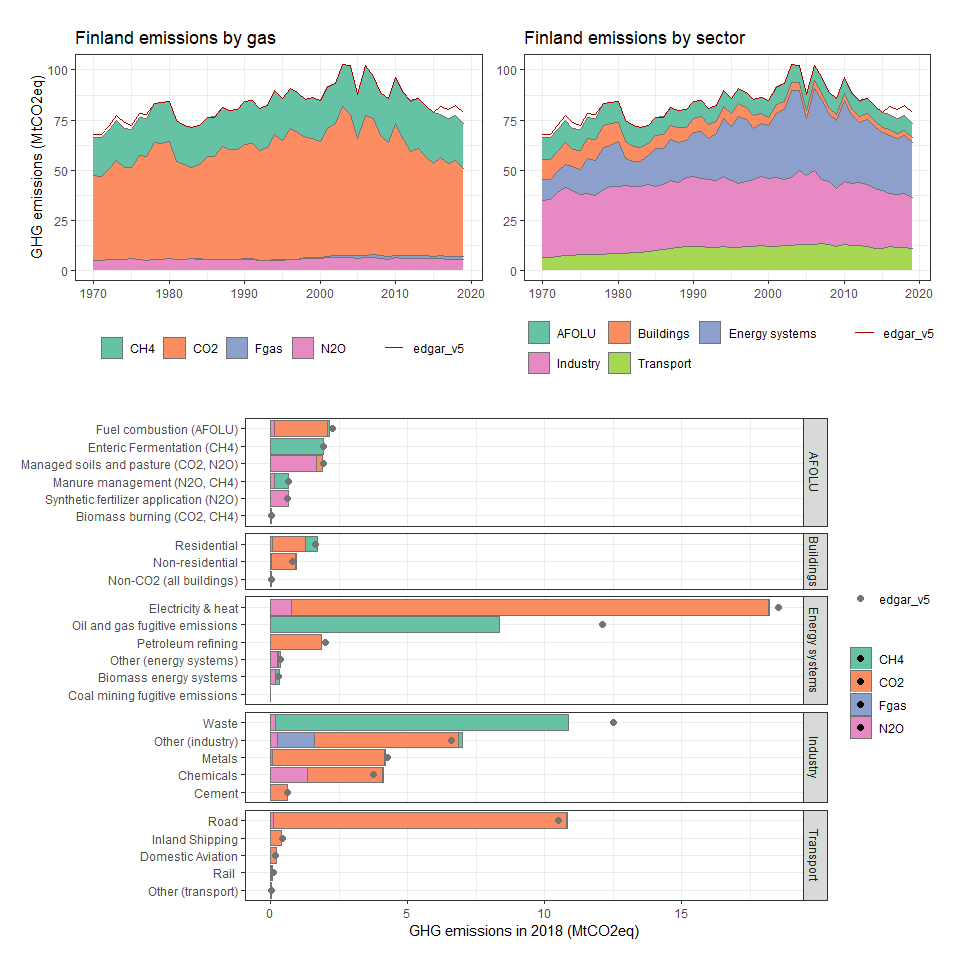 Finland emissions by gas
GHG emissions (MtCO2eq)
100
75
50
25
0
1970 1980 1990 2000 2010 2020
CH4 CO2 Fgas N2O edgar_v5
Finland emissions by sector
100
75
50
25
0
1970 1980 1990 2000 2010 2020
AFOLU Buildings Energy systems edgar_v5
Industry Transport
Fuel combustion (AFOLU)
Enteric Fermentation (CH4)
Managed soils and pasture (CO2, N2O)
Manure management (N2O, CH4)
Synthetic fertilizer application (N2O)
Biomass burning (CO2, CH4)
AFOLU
Residential
Non-residential
Non-CO2 (all buildings)
Buildings
Electricity & heat
Oil and gas fugitive emissions
Petroleum refining
Other (energy systems)
Biomass energy systems
Coal mining fugitive emissions
Energy systems
Waste
Other (industry)
Metals
Chemicals
Cement
Industry
Road
Inland Shipping
Domestic Aviation
Rail
Other (transport)
Transport
0 5 10 15
GHG emissions in 2018 (MtCO2eq)
edgar_v5
CH4
CO2
Fgas
N2O